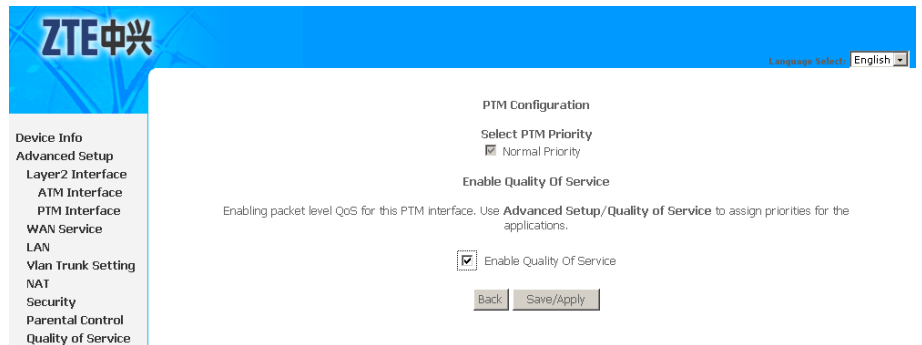 ZTE中兴
Language Select: English
PTM Configuration
Select PTM Priority
Normal Priority
Enable Quality Of Service
Enabling packet level QoS for this PTM interface. Use Advanced Setup/Quality of Service to assign priorities for the
applications.
Enable Quality Of Service
Back Save/Apply
Device Info
Advanced Setup
Layer2 Interface
ATM Interface
PTM Interface
WAN Service
LAN
Vlan Trunk Setting
NAT
Security
Parental Control
Quality of Service